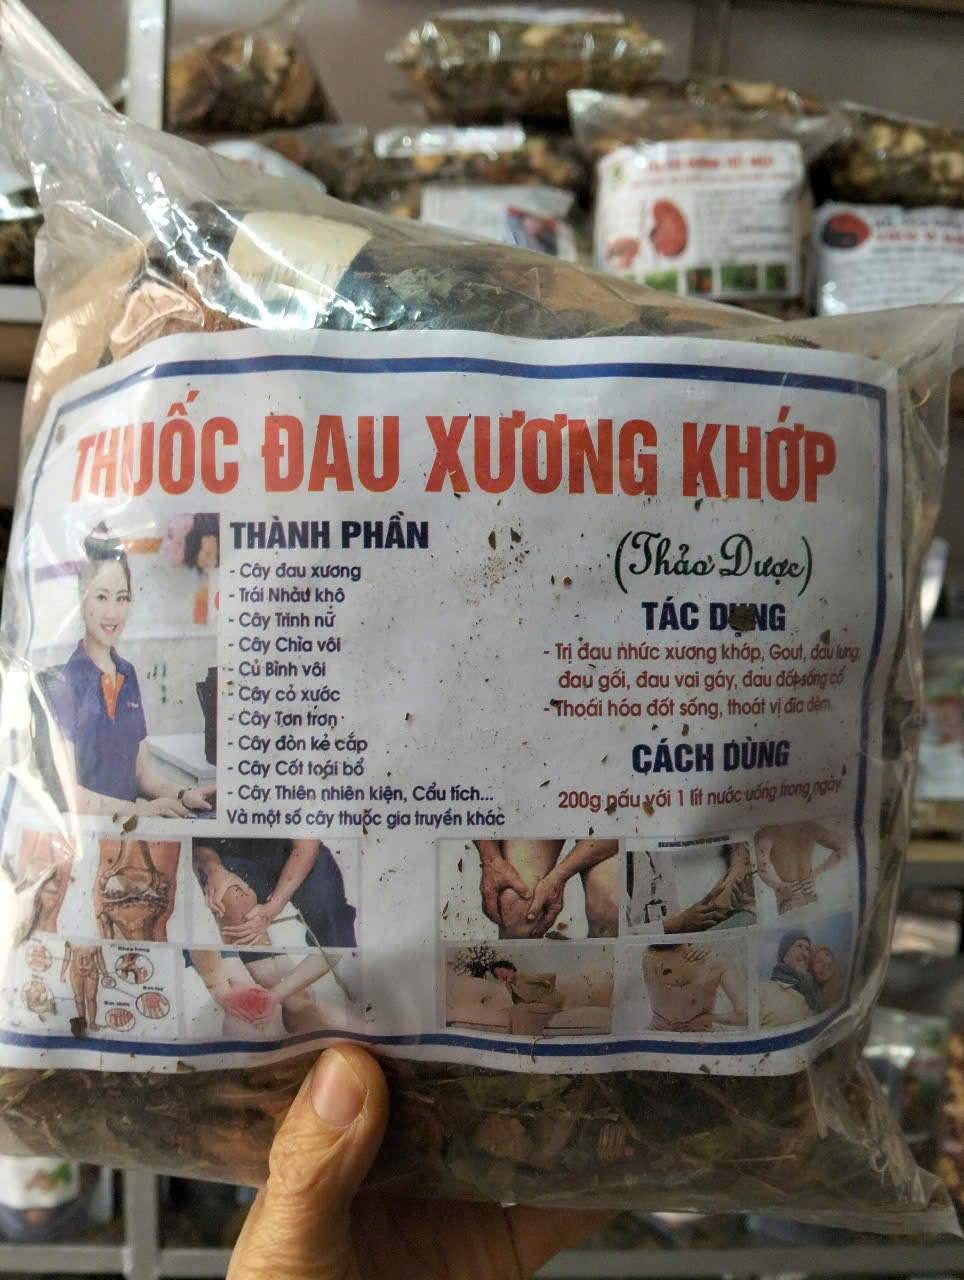 THUỐC ĐAU XƯƠNG KHỚP
THÀNH PHẦN
- Cây đau xương
- Trái Nhàu khô
- Cây Trinh nữ
- Cây Chìa vôi
- Củ Bình vôi
- Cây cỏ xước
- Cây Tơn trơn
- Cây đòn kẻ cắp
- Cây Cốt toái bổ
- Cây Thiên nhiên kiện, Cẩu tích...
Và một số cây thuốc gia truyền khác
(Thảo Dược)
TÁC DỤNG
- Trị đau nhức xương khớp, Gout, đau lưng,
đau gối, đau vai gáy, đau đốt sống cổ
- Thoái hóa đốt sống, thoát vị đĩa đệm
CÁCH DÙNG
200g nấu với 1 lít nước uống trong ngày.